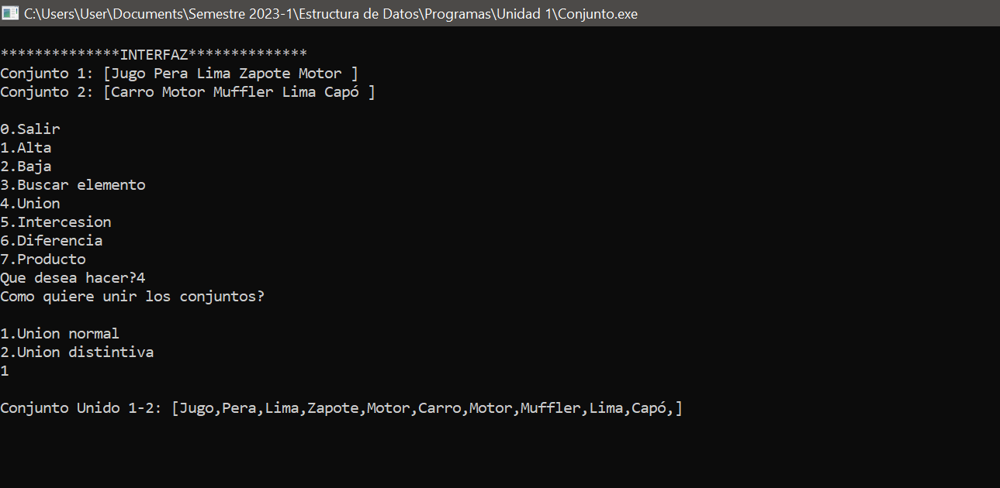 C:\Users\User\Documents\Semestre 2023-1\Estructura de Datos\Programas\Unidad 1\Conjunto.exe
**************INTERFAZ**************
Conjunto 1: [Jugo Pera Lima Zapote Motor ]
Conjunto 2: [Carro Motor Muffler Lima Capó ]
0.Salir
1.Alta
2.Baja
3.Buscar elemento
4.Union
5.Intercesion
6.Diferencia
7.Producto
Que desea hacer?4
Como quiere unir los conjuntos?
1.Union normal
2.Union distintiva
1
Conjunto Unido 1-2: [Jugo,Pera,Lima,Zapote,Motor,Carro,Motor,Muffler,Lima,Capó,]